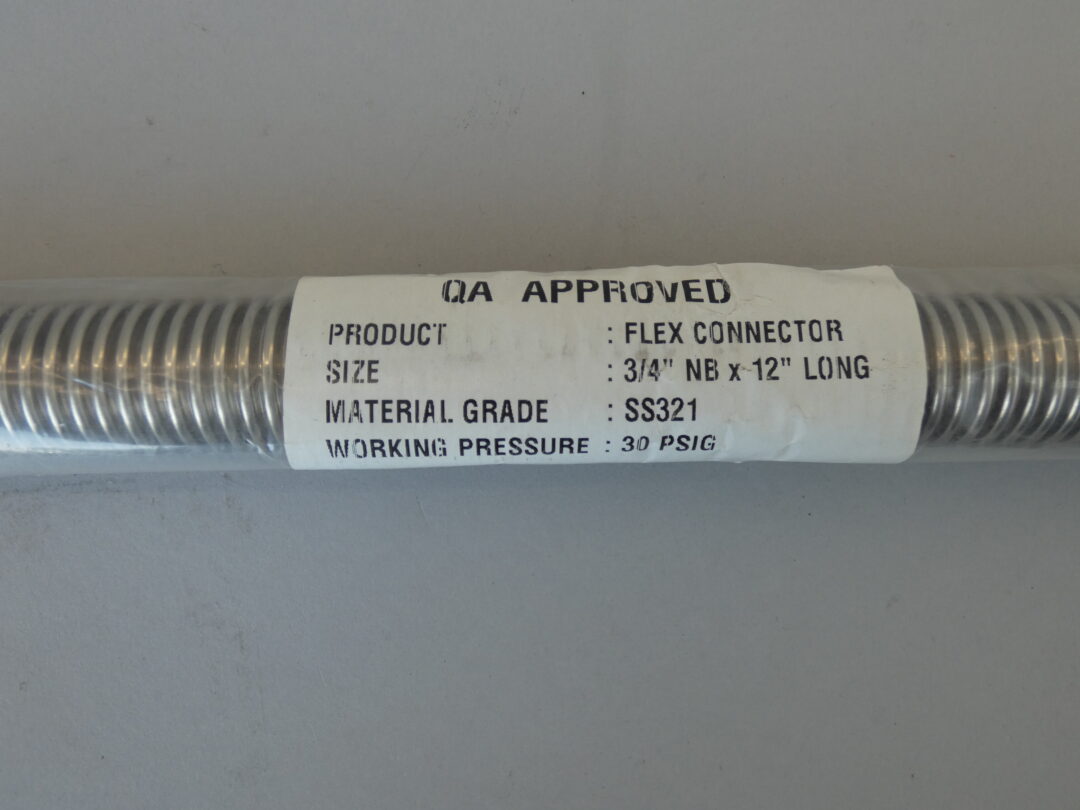 QA APPROVED
PRODUCT : FLEX CONNECTOR
SIZE : 3/4" NB x 12" LONG
MATERIAL GRADE : SS321
WORKING PRESSURE : 30 PSIG